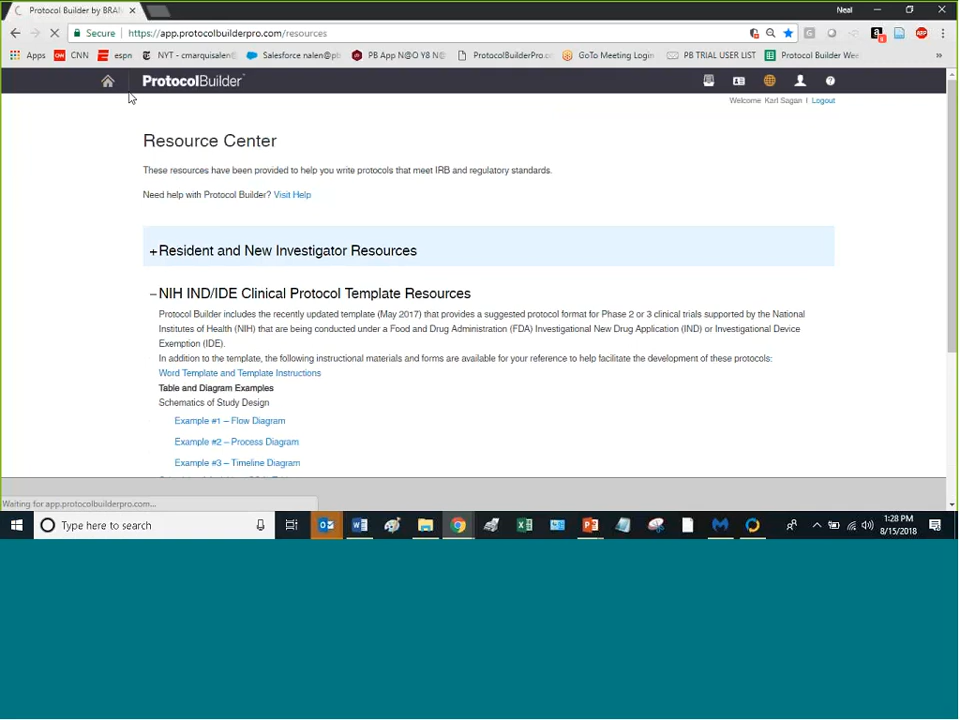 Protocol Builder by BRAN
Neal
Secure
https://app.protocolbuilderpro.com/resources
Apps
CNN
espn
NYT - cmarquisalen@
Salesforce nalen@pb
PB App N@O Y8 N@
ProtocolBuilderPro.co
GoTo Meeting Login
PB TRIAL USER LIST
Protocol Builder Wee
»
ProtocolBuilder
Welcome Karl Sagan | Logout
Resource Center
These resources have been provided to help you write protocols that meet IRB and regulatory standards.
Need help with Protocol Builder? Visit Help
+Resident and New Investigator Resources
–NIH IND/IDE Clinical Protocol Template Resources
Protocol Builder includes the recently updated template (May 2017) that provides a suggested protocol format for Phase 2 or 3 clinical trials supported by the National
Institutes of Health (NIH) that are being conducted under a Food and Drug Administration (FDA) Investigational New Drug Application (IND) or Investigational Device
Exemption (IDE).
In addition to the template, the following instructional materials and forms are available for your reference to help facilitate the development of these protocols:
Word Template and Template Instructions
Table and Diagram Examples
Schematics of Study Design
Example #1 – Flow Diagram
Example #2 – Process Diagram
Example #3 – Timeline Diagram
Waiting for app.protocolbuilderpro.com...
Type here to search
1:28 PM
8/15/2018